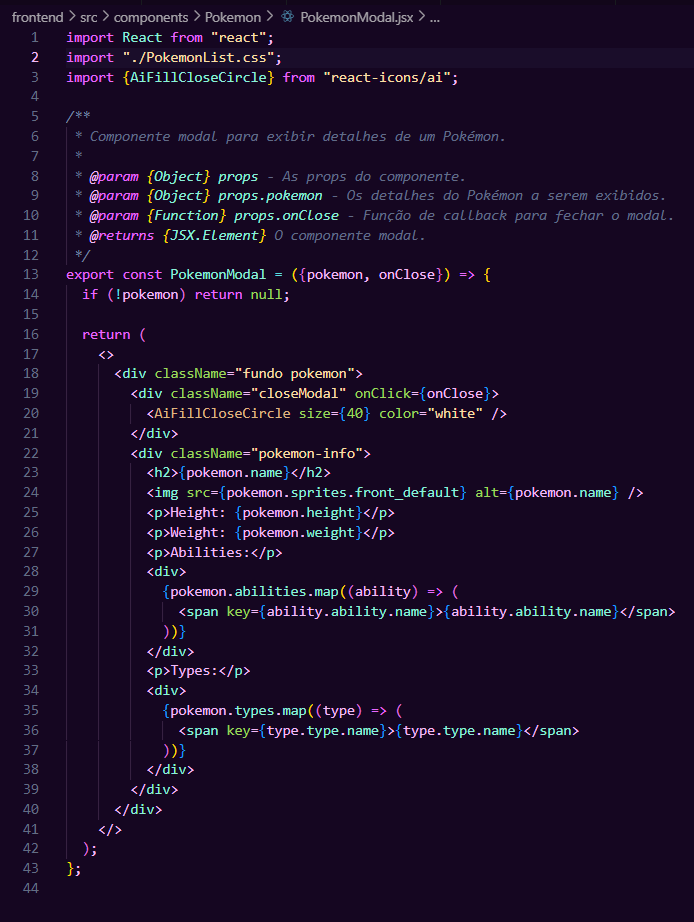 frontend > src > components > Pokemon > PokemonModal.jsx > ...
1 import React from "react";
2 import "./PokemonList.css";
3 import {AiFillCloseCircle} from "react-icons/ai";
4
5 /**
6  * Componente modal para exibir detalhes de um Pokémon.
7  *
8  * @param {Object} props - As props do componente.
9  * @param {Object} props.pokemon - Os detalhes do Pokémon a serem exibidos.
10  * @param {Function} props.onClose - Função de callback para fechar o modal.
11  * @returns {JSX.Element} O componente modal.
12  */
13 export const PokemonModal = ({pokemon, onClose}) => {
14   if (!pokemon) return null;
15
16   return (
17     <>
18       <div className="fundo pokemon">
19         <div className="closeModal" onClick={onClose}>
20           <AiFillCloseCircle size={40} color="white" />
21         </div>
22         <div className="pokemon-info">
23           <h2>{pokemon.name}</h2>
24           <img src={pokemon.sprites.front_default} alt={pokemon.name} />
25           <p>Height: {pokemon.height}</p>
26           <p>Weight: {pokemon.weight}</p>
27           <p>Abilities:</p>
28           <div>
29             {pokemon.abilities.map((ability) => (
30               <span key={ability.ability.name}>{ability.ability.name}</span>
31             ))}
32           </div>
33           <p>Types:</p>
34           <div>
35             {pokemon.types.map((type) => (
36               <span key={type.type.name}>{type.type.name}</span>
37             ))}
38           </div>
39         </div>
40       </div>
41     </>
42   );
43 };
44